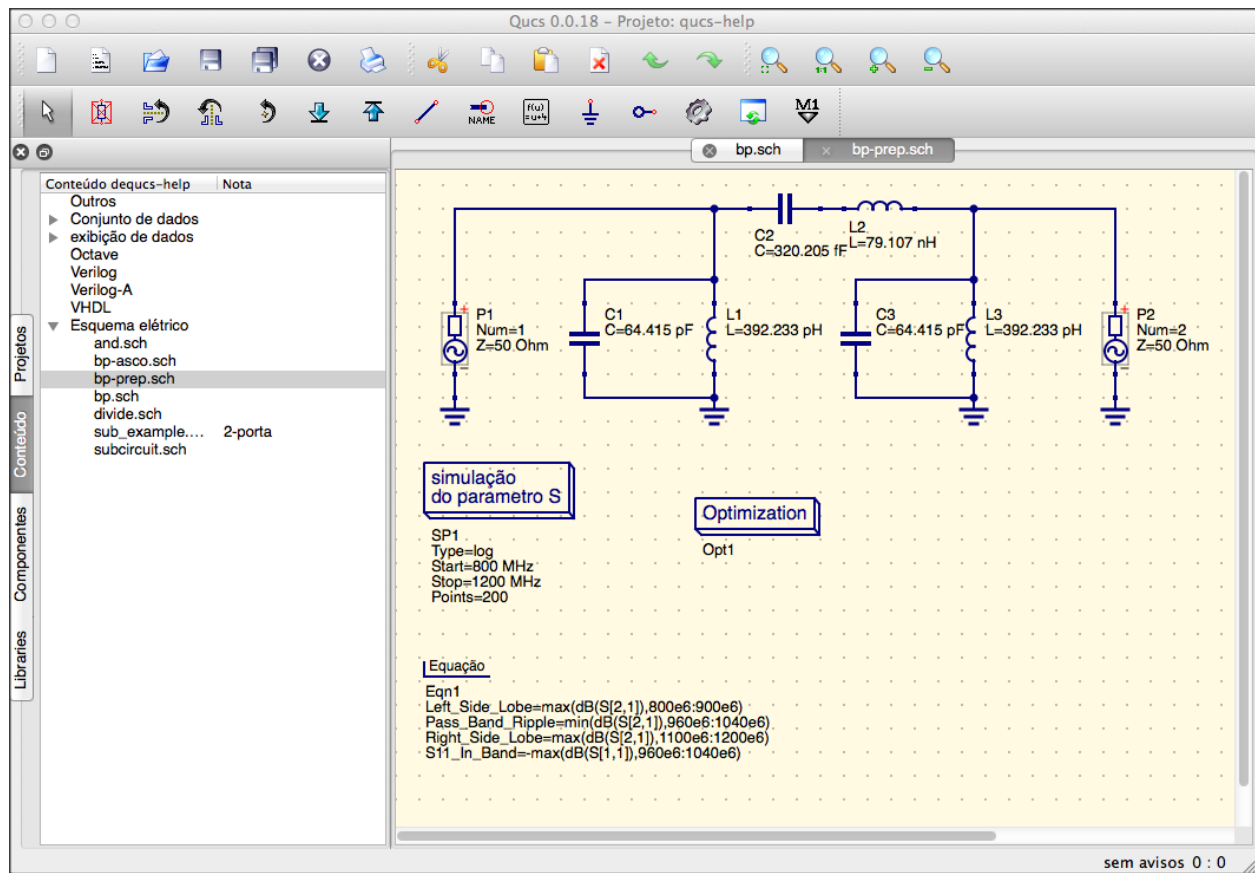 Qucs 0.0.18 - Projeto: qucs-help
NAME
f(u)
=u+4
M1
1:1
bp.sch
bp-prep.sch
Conteúdo dequcs-help Nota
Outros
Conjunto de dados
exibição de dados
Octave
Verilog
Verilog-A
VHDL
Esquema elétrico
and.sch
bp-asco.sch
bp-prep.sch
bp.sch
divide.sch
sub_example.... 2-porta
subcircuit.sch
Projetos
Conteúdo
Componentes
Libraries
C2
C=320.205 fF
L2
L=79.107 nH
P1
Num=1
Z=50 Ohm
C1
C=64.415 pF
L1
L=392.233 pH
C3
C=64.415 pF
L3
L=392.233 pH
P2
Num=2
Z=50 Ohm
simulação
do parametro S
SP1
Type=log
Start=800 MHz
Stop=1200 MHz
Points=200
Optimization
Opt1
Equação
Eqn1
Left_Side_Lobe=max(dB(S[2,1]),800e6:900e6)
Pass_Band_Ripple=min(dB(S[2,1]),960e6:1040e6)
Right_Side_Lobe=max(dB(S[2,1]),1100e6:1200e6)
S11_In_Band=-max(dB(S[1,1]),960e6:1040e6)
sem avisos 0 : 0